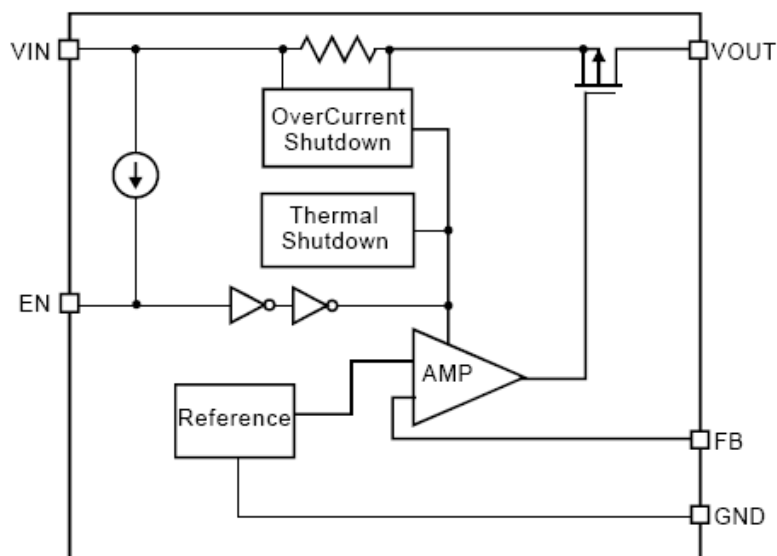 VIN
VOUT
OverCurrent
Shutdown
Thermal
Shutdown
EN
AMP
Reference
FB
GND